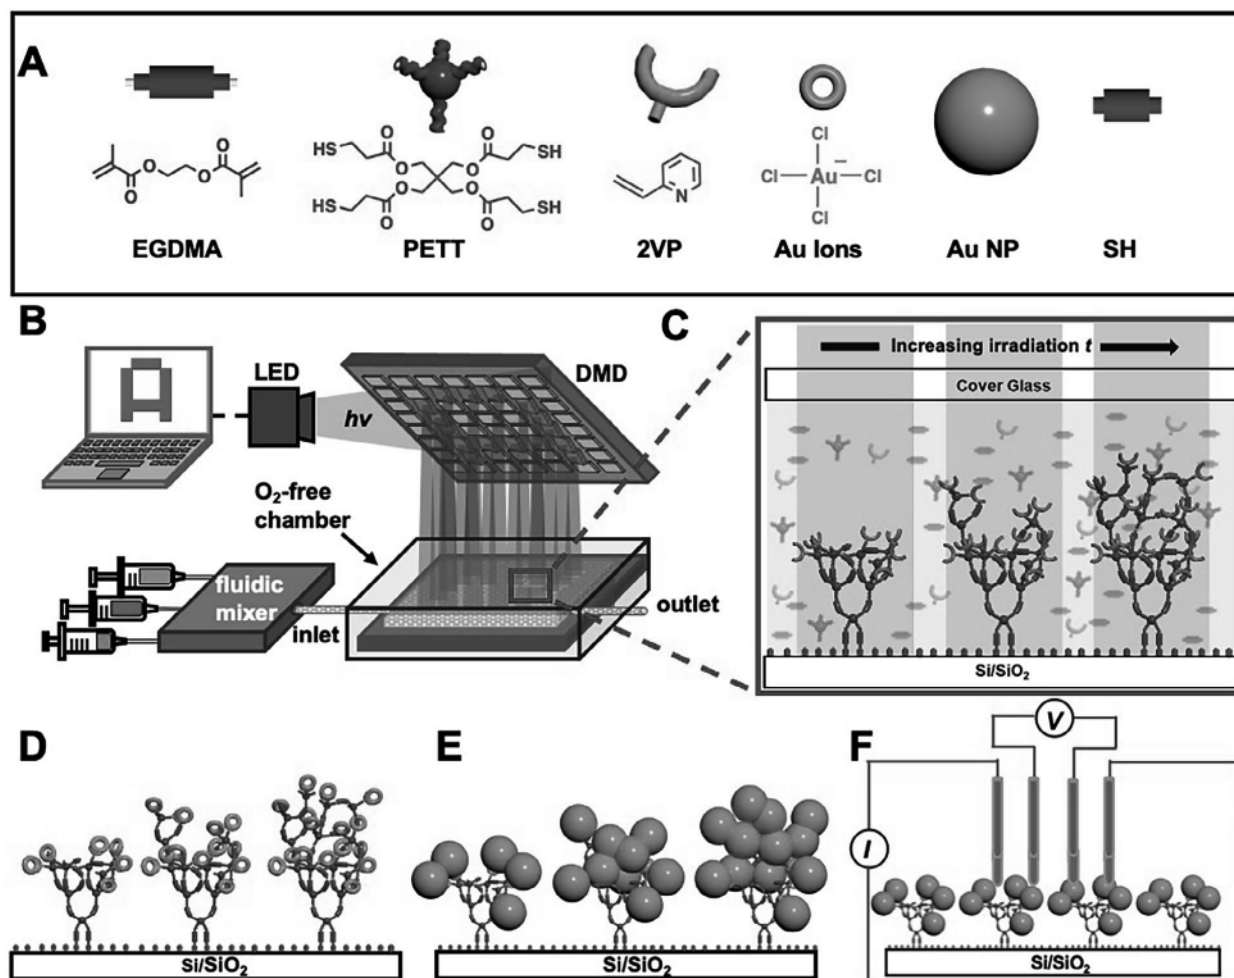 A
HS
SH
HS
SH
O
O
O
O
O
O
O
O
O
O
O
O
N
Cl
Cl
Au
−
Cl
Cl
EGDMA
PETT
2VP
Au Ions
Au NP
SH
B
LED
hv
DMD
O₂-free
chamber
fluidic
mixer
inlet
outlet
C
Increasing irradiation t
Cover Glass
Si/SiO₂
D
Si/SiO₂
E
Si/SiO₂
F
V
I
Si/SiO₂